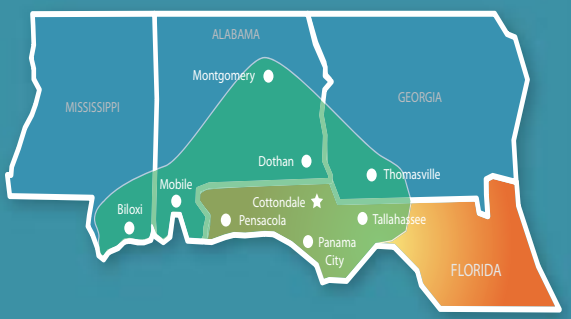 ALABAMA
Montgomery
MISSISSIPPI
GEORGIA
Dothan
Thomasville
Mobile
Cottondale
Biloxi
Pensacola
Tallahassee
Panama
City
FLORIDA